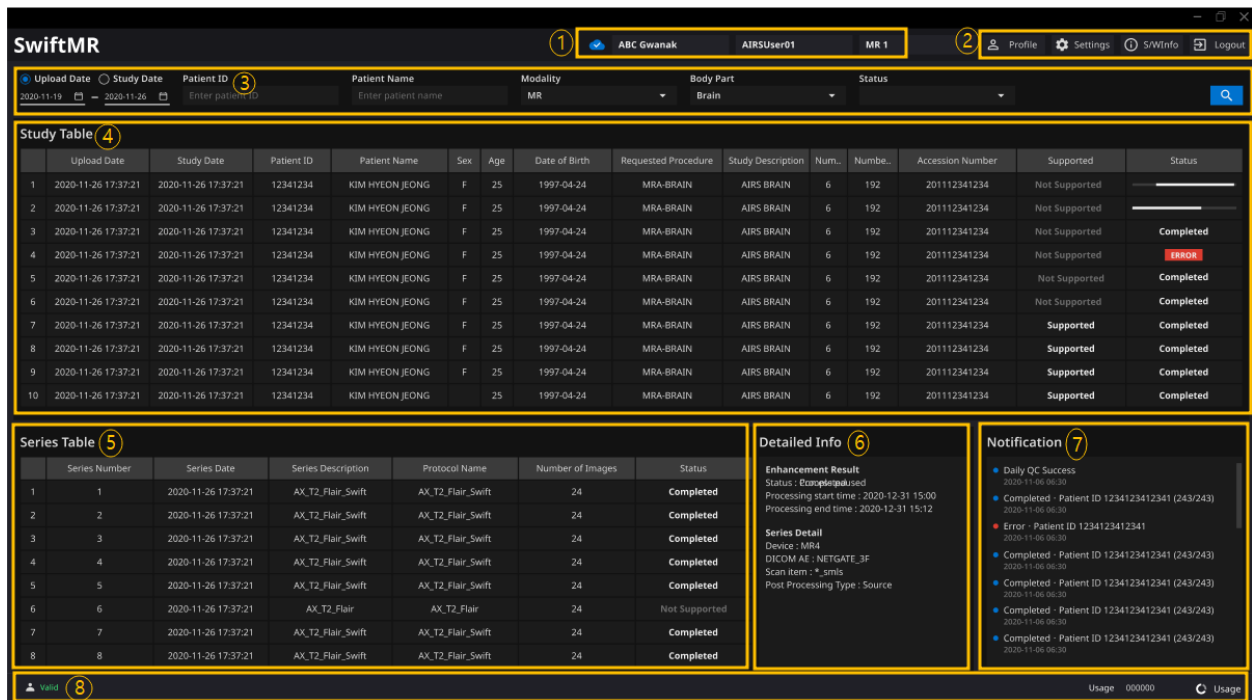 SwiftMR
① ABC Gwanak AIRSUser01 MR 1
② Profile Settings S/WInfo Logout
Upload Date Study Date Patient ID ③ Patient Name Modality Body Part Status
2020-11-19 – 2020-11-26 Enter patient ID Enter patient name MR Brain
Study Table ④
Upload Date Study Date Patient ID Patient Name Sex Age Date of Birth Requested Procedure Study Description Num.. Numbe.. Accession Number Supported Status
1 2020-11-26 17:37:21 2020-11-26 17:37:21 12341234 KIM HYEON JEONG F 25 1997-04-24 MRA-BRAIN AIRS BRAIN 6 192 201112341234 Not Supported
2 2020-11-26 17:37:21 2020-11-26 17:37:21 12341234 KIM HYEON JEONG F 25 1997-04-24 MRA-BRAIN AIRS BRAIN 6 192 201112341234 Not Supported
3 2020-11-26 17:37:21 2020-11-26 17:37:21 12341234 KIM HYEON JEONG F 25 1997-04-24 MRA-BRAIN AIRS BRAIN 6 192 201112341234 Not Supported Completed
4 2020-11-26 17:37:21 2020-11-26 17:37:21 12341234 KIM HYEON JEONG F 25 1997-04-24 MRA-BRAIN AIRS BRAIN 6 192 201112341234 Not Supported ERROR
5 2020-11-26 17:37:21 2020-11-26 17:37:21 12341234 KIM HYEON JEONG F 25 1997-04-24 MRA-BRAIN AIRS BRAIN 6 192 201112341234 Not Supported Completed
6 2020-11-26 17:37:21 2020-11-26 17:37:21 12341234 KIM HYEON JEONG F 25 1997-04-24 MRA-BRAIN AIRS BRAIN 6 192 201112341234 Not Supported Completed
7 2020-11-26 17:37:21 2020-11-26 17:37:21 12341234 KIM HYEON JEONG F 25 1997-04-24 MRA-BRAIN AIRS BRAIN 6 192 201112341234 Supported Completed
8 2020-11-26 17:37:21 2020-11-26 17:37:21 12341234 KIM HYEON JEONG F 25 1997-04-24 MRA-BRAIN AIRS BRAIN 6 192 201112341234 Supported Completed
9 2020-11-26 17:37:21 2020-11-26 17:37:21 12341234 KIM HYEON JEONG F 25 1997-04-24 MRA-BRAIN AIRS BRAIN 6 192 201112341234 Supported Completed
10 2020-11-26 17:37:21 2020-11-26 17:37:21 12341234 KIM HYEON JEONG 25 1997-04-24 MRA-BRAIN AIRS BRAIN 6 192 201112341234 Supported Completed
Series Table ⑤
Series Number Series Date Series Description Protocol Name Number of Images Status
1 1 2020-11-26 17:37:21 AX_T2_Flair_Swift AX_T2_Flair_Swift 24 Completed
2 2 2020-11-26 17:37:21 AX_T2_Flair_Swift AX_T2_Flair_Swift 24 Completed
3 3 2020-11-26 17:37:21 AX_T2_Flair_Swift AX_T2_Flair_Swift 24 Completed
4 4 2020-11-26 17:37:21 AX_T2_Flair_Swift AX_T2_Flair_Swift 24 Completed
5 5 2020-11-26 17:37:21 AX_T2_Flair_Swift AX_T2_Flair_Swift 24 Completed
6 6 2020-11-26 17:37:21 AX_T2_Flair AX_T2_Flair 24 Not Supported
7 7 2020-11-26 17:37:21 AX_T2_Flair_Swift AX_T2_Flair_Swift 24 Completed
8 8 2020-11-26 17:37:21 AX_T2_Flair_Swift AX_T2_Flair_Swift 24 Completed
Detailed Info ⑥
Enhancement Result
Status :
Processing start time : 2020-12-31 15:00
Processing end time : 2020-12-31 15:12
Series Detail
Device : MR4
DICOM AE : NETGATE_3F
Scan item : *_smls
Post Processing Type : Source
Notification ⑦
Daily QC Success
2020-11-06 06:30
Completed · Patient ID 1234123412341 (243/243)
2020-11-06 06:30
Error · Patient ID 1234123412341
2020-11-06 06:30
Completed · Patient ID 1234123412341 (243/243)
2020-11-06 06:30
Completed · Patient ID 1234123412341 (243/243)
2020-11-06 06:30
Completed · Patient ID 1234123412341 (243/243)
2020-11-06 06:30
Completed · Patient ID 1234123412341 (243/243)
2020-11-06 06:30
Valid ⑧ Usage 000000 Usage